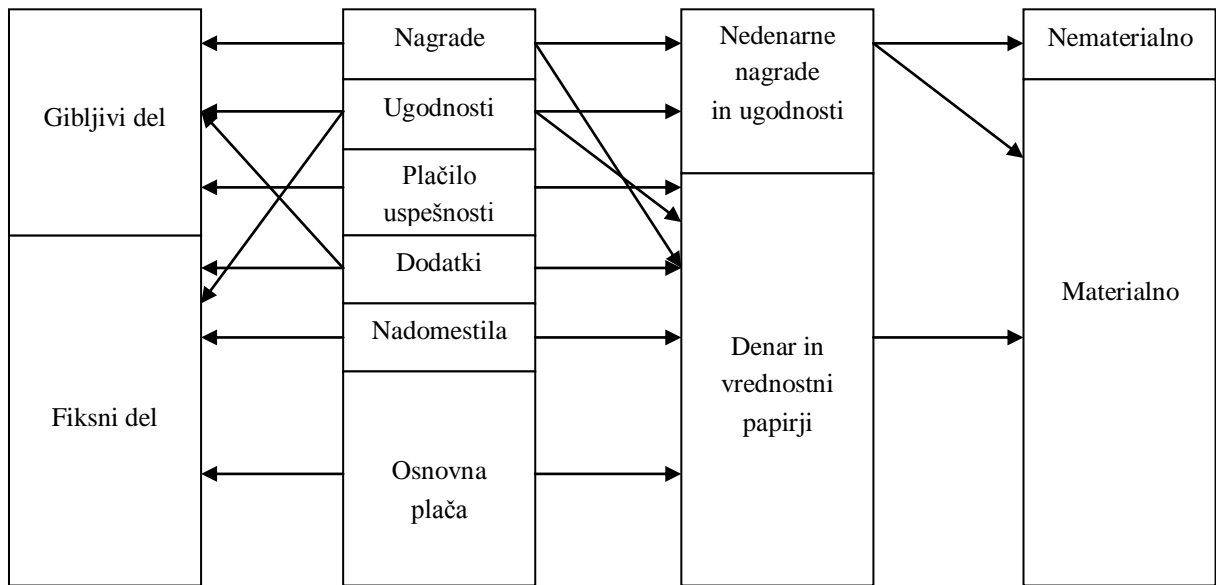 Gibljivi del
Fiksni del
Nagrade
Ugodnosti
Plačilo
uspešnosti
Dodatki
Nadomestila
Osnovna
plača
Nedenarne
nagrade
in ugodnosti
Denar in
vrednostni
papirji
Nematerialno
Materialno